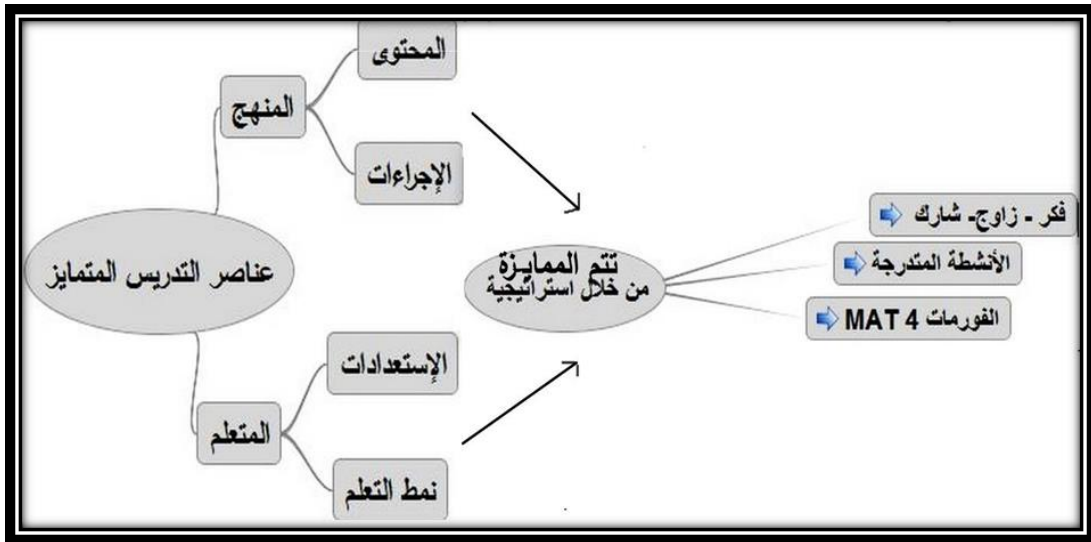 عناصر التدريس المتمايز
المنهج
المحتوى
الإجراءات
المتعلم
الإستعدادات
نمط التعلم
تتم الممايزة
من خلال استراتيجية
فكر - زاوج- شارك
الأنشطة المتدرجة
الفورمات 4 MAT